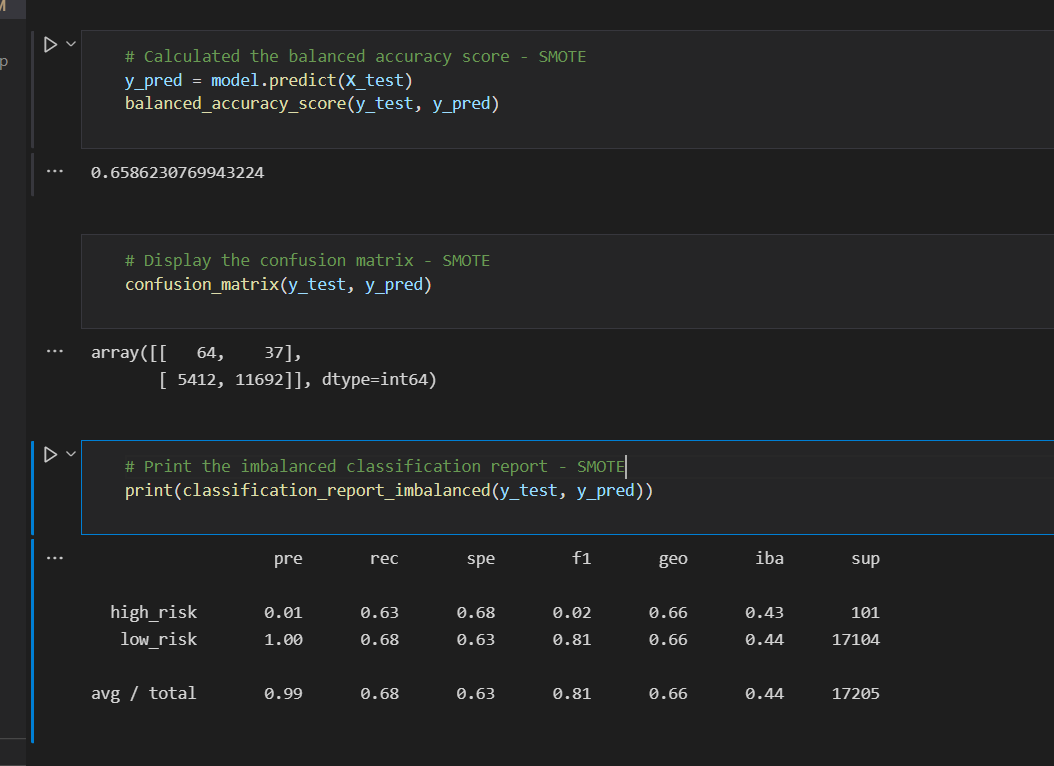 M
p
# Calculated the balanced accuracy score - SMOTE
y_pred = model.predict(X_test)
balanced_accuracy_score(y_test, y_pred)
... 0.6586230769943224
# Display the confusion matrix - SMOTE
confusion_matrix(y_test, y_pred)
... array([[   64,    37],
       [ 5412, 11692]], dtype=int64)
# Print the imbalanced classification report - SMOTE
print(classification_report_imbalanced(y_test, y_pred))
... pre rec spe f1 geo iba sup
high_risk 0.01 0.63 0.68 0.02 0.66 0.43 101
low_risk 1.00 0.68 0.63 0.81 0.66 0.44 17104
avg / total 0.99 0.68 0.63 0.81 0.66 0.44 17205